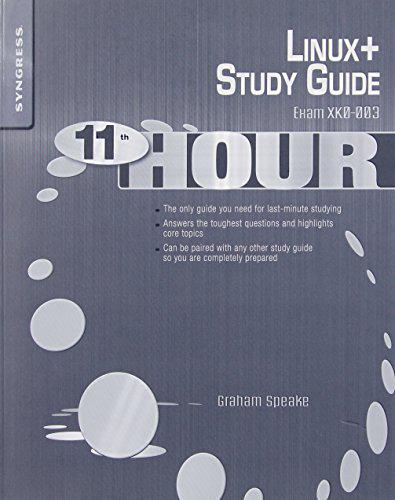 SYNGRESS
LINUX+
STUDY GUIDE
Exam XK0-003
11th
HOUR
The only guide you need for last-minute studying
Answers the toughest questions and highlights
core topics
Can be paired with any other study guide
so you are completely prepared
Graham Speake